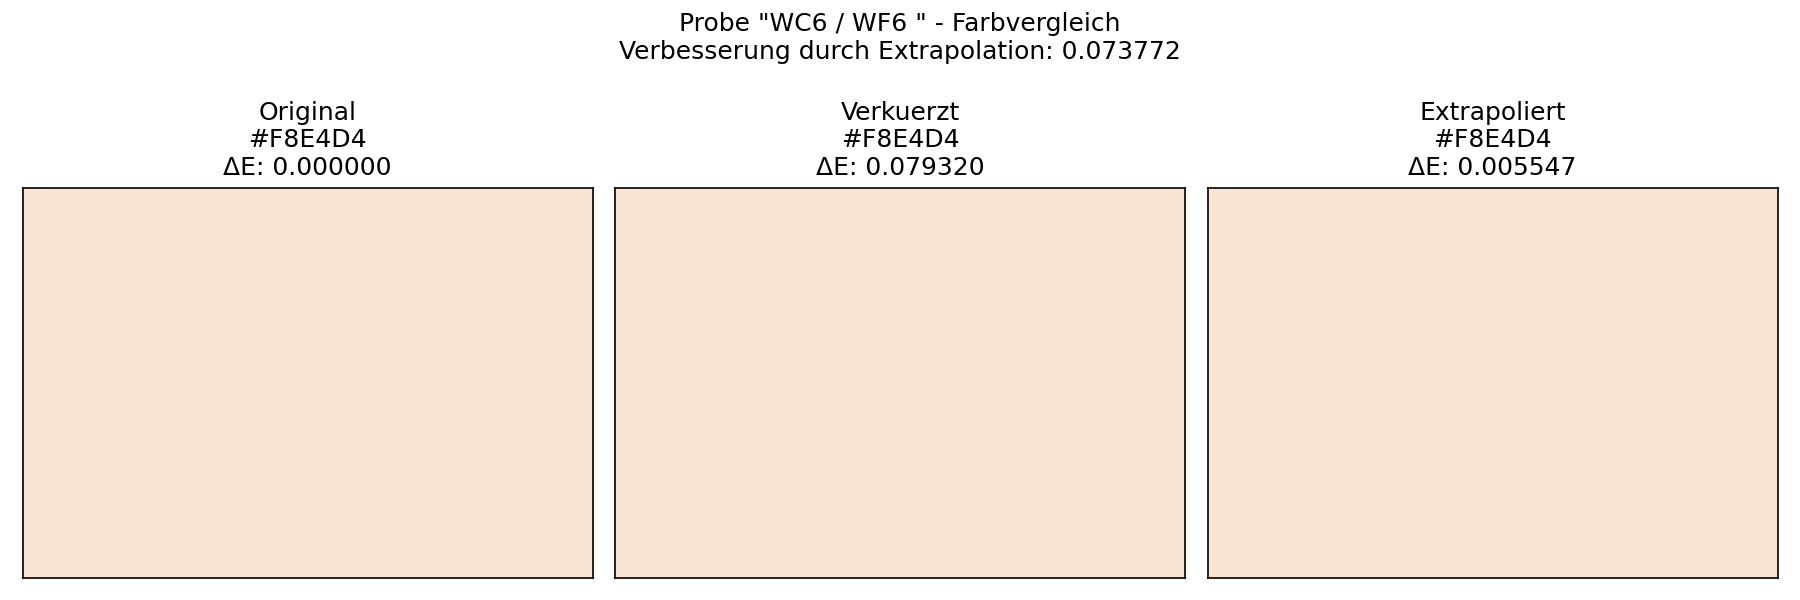 Probe "WC6 / WF6 " - Farbvergleich
Verbesserung durch Extrapolation: 0.073772
Original
#F8E4D4
ΔE: 0.000000
Verkuerzt
#F8E4D4
ΔE: 0.079320
Extrapoliert
#F8E4D4
ΔE: 0.005547